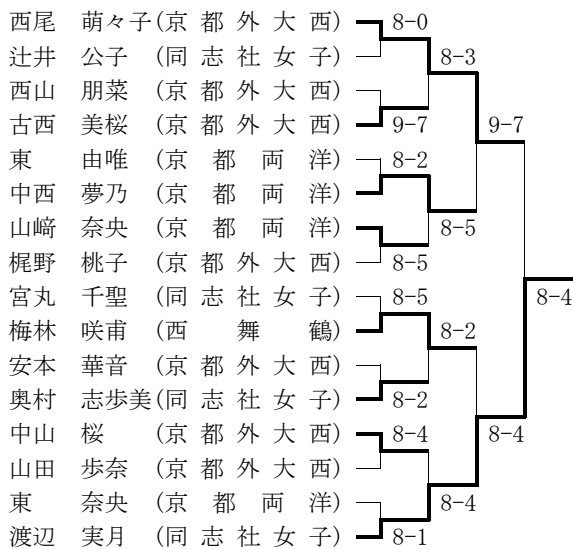 西尾 萌々子(京都外大西) 8-0
辻井 公子 (同志社女子) 8-3
西山 朋菜 (京都外大西)
古西 美桜 (京都外大西) 9-7 9-7
東 由唯 (京都両洋) 8-2
中西 夢乃 (京都両洋)
山﨑 奈央 (京都両洋) 8-5
梶野 桃子 (京都外大西) 8-5
宮丸 千聖 (同志社女子) 8-5 8-4
梅林 咲甫 (西舞鶴) 8-2
安本 華音 (京都外大西)
奥村 志歩美(同志社女子) 8-2
中山 桜 (京都外大西) 8-4 8-4
山田 歩奈 (京都外大西)
東 奈央 (京都両洋) 8-4
渡辺 実月 (同志社女子) 8-1